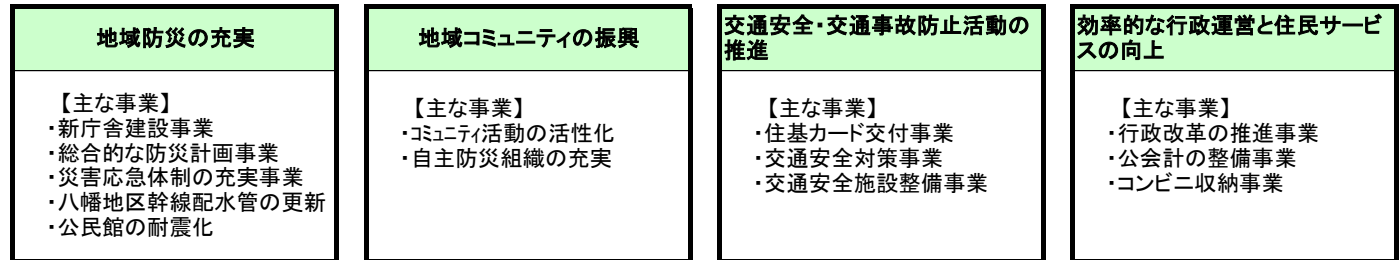 地域防災の充実
【主な事業】
・新庁舎建設事業
・総合的な防災計画事業
・災害応急体制の充実事業
・八幡地区幹線配水管の更新
・公民館の耐震化
地域コミュニティの振興
【主な事業】
・ｺﾐｭﾆﾃｨ活動の活性化
・自主防災組織の充実
交通安全・交通事故防止活動の
推進
【主な事業】
・住基カード交付事業
・交通安全対策事業
・交通安全施設整備事業
効率的な行政運営と住民サービ
スの向上
【主な事業】
・行政改革の推進事業
・公会計の整備事業
・コンビニ収納事業